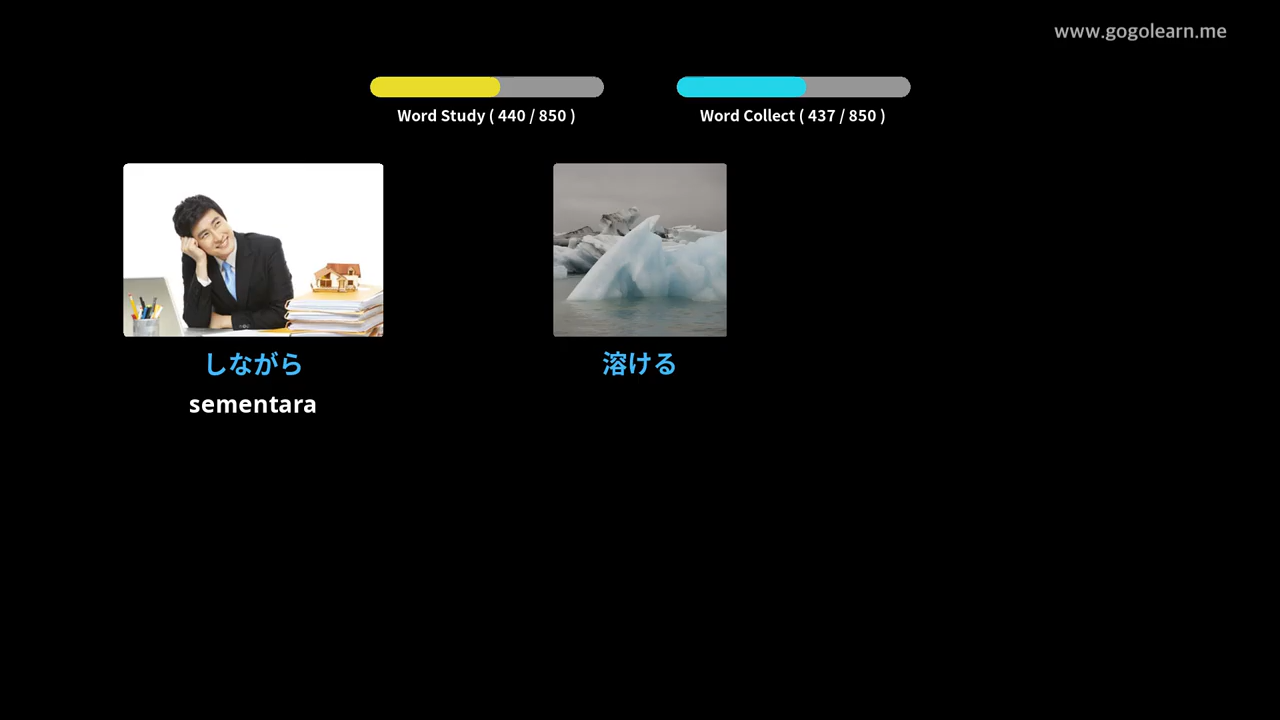 www.gogolearn.me
Word Study ( 440 / 850 )
Word Collect ( 437 / 850 )
しながら
sementara
溶ける